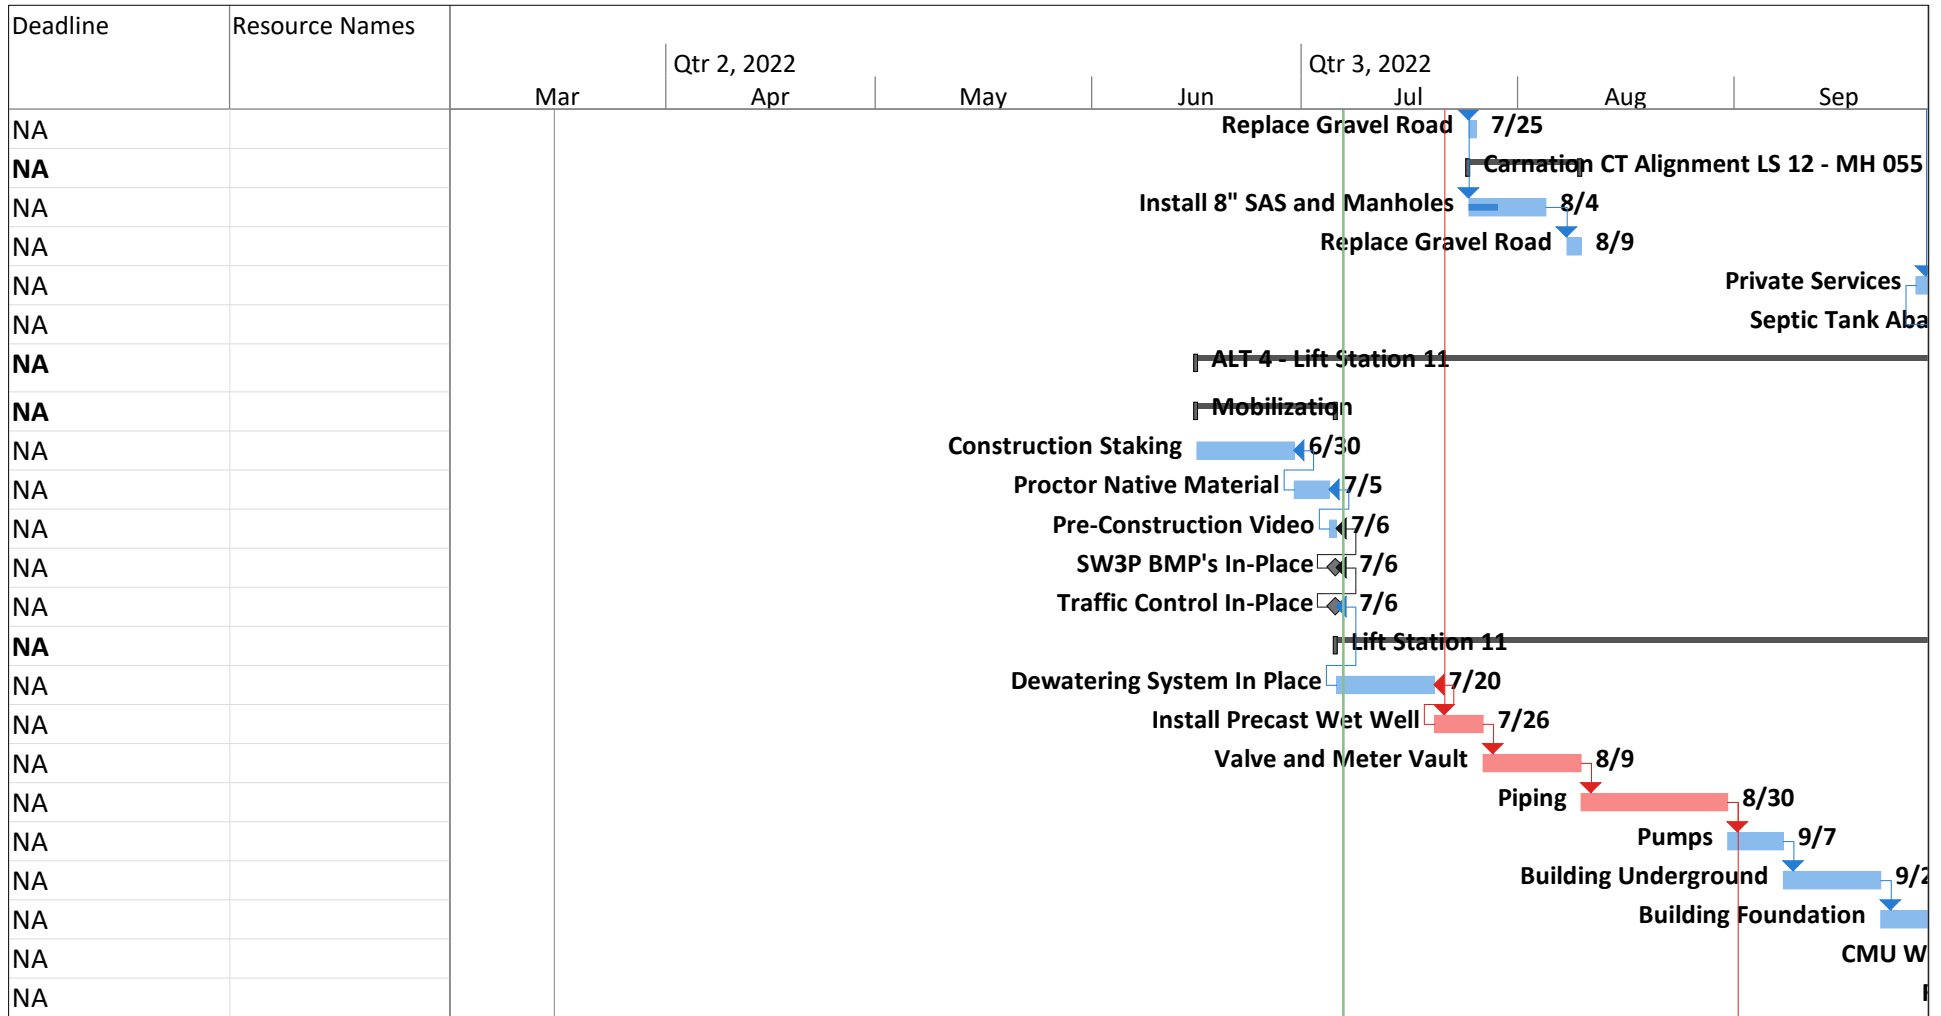 Deadline Resource Names
Qtr 2, 2022 Qtr 3, 2022
Mar Apr May Jun Jul Aug Sep
NA Replace Gravel Road 7/25
NA Carnation CT Alignment LS 12 - MH 055
NA Install 8" SAS and Manholes 8/4
NA Replace Gravel Road 8/9
NA Private Services
NA Septic Tank Aba
NA ALT 4 - Lift Station 11
NA Mobilization
NA Construction Staking 6/30
NA Proctor Native Material 7/5
NA Pre-Construction Video 7/6
NA SW3P BMP's In-Place 7/6
NA Traffic Control In-Place 7/6
NA Lift Station 11
NA Dewatering System In Place 7/20
NA Install Precast Wet Well 7/26
NA Valve and Meter Vault 8/9
NA Piping 8/30
NA Pumps 9/7
NA Building Underground 9/2
NA Building Foundation
NA CMU W
NA